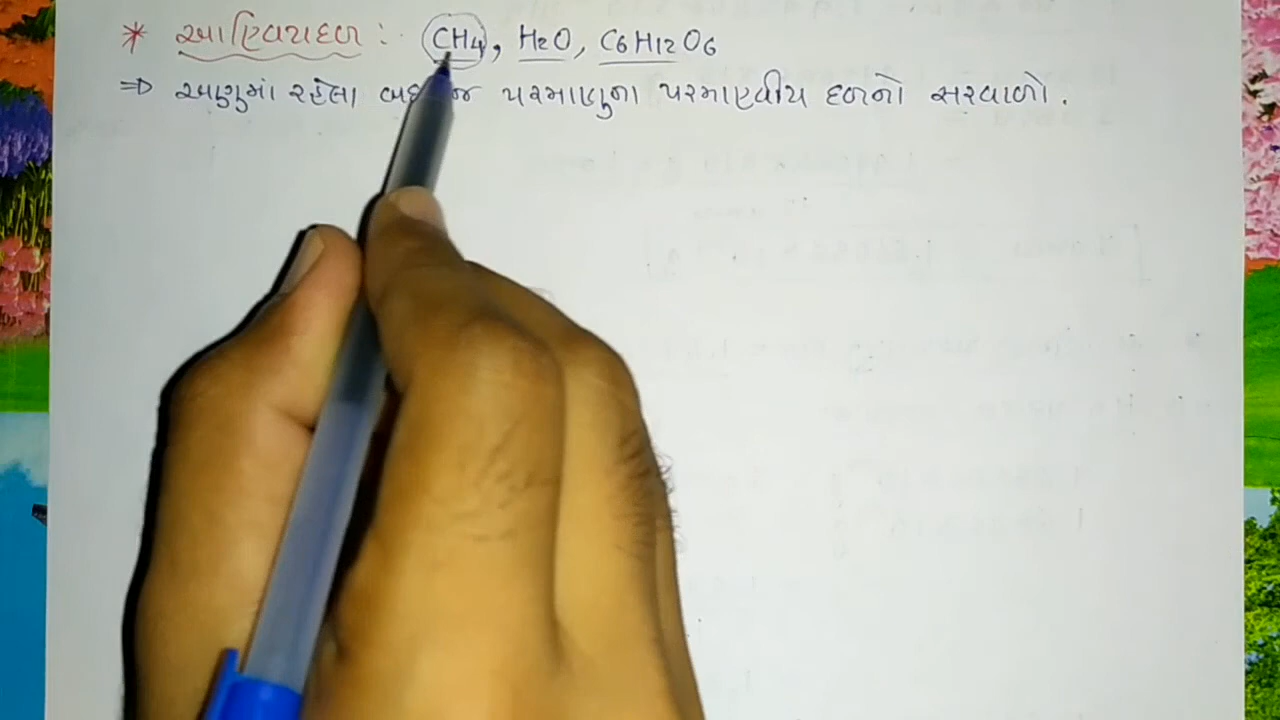 * આણ્વિયદળ : CH4, H2O, C6H12O6
⇒ અણુમાં રહેલા જ પરમાણુના પરમાણ્વીય દળનો સરવાળો.